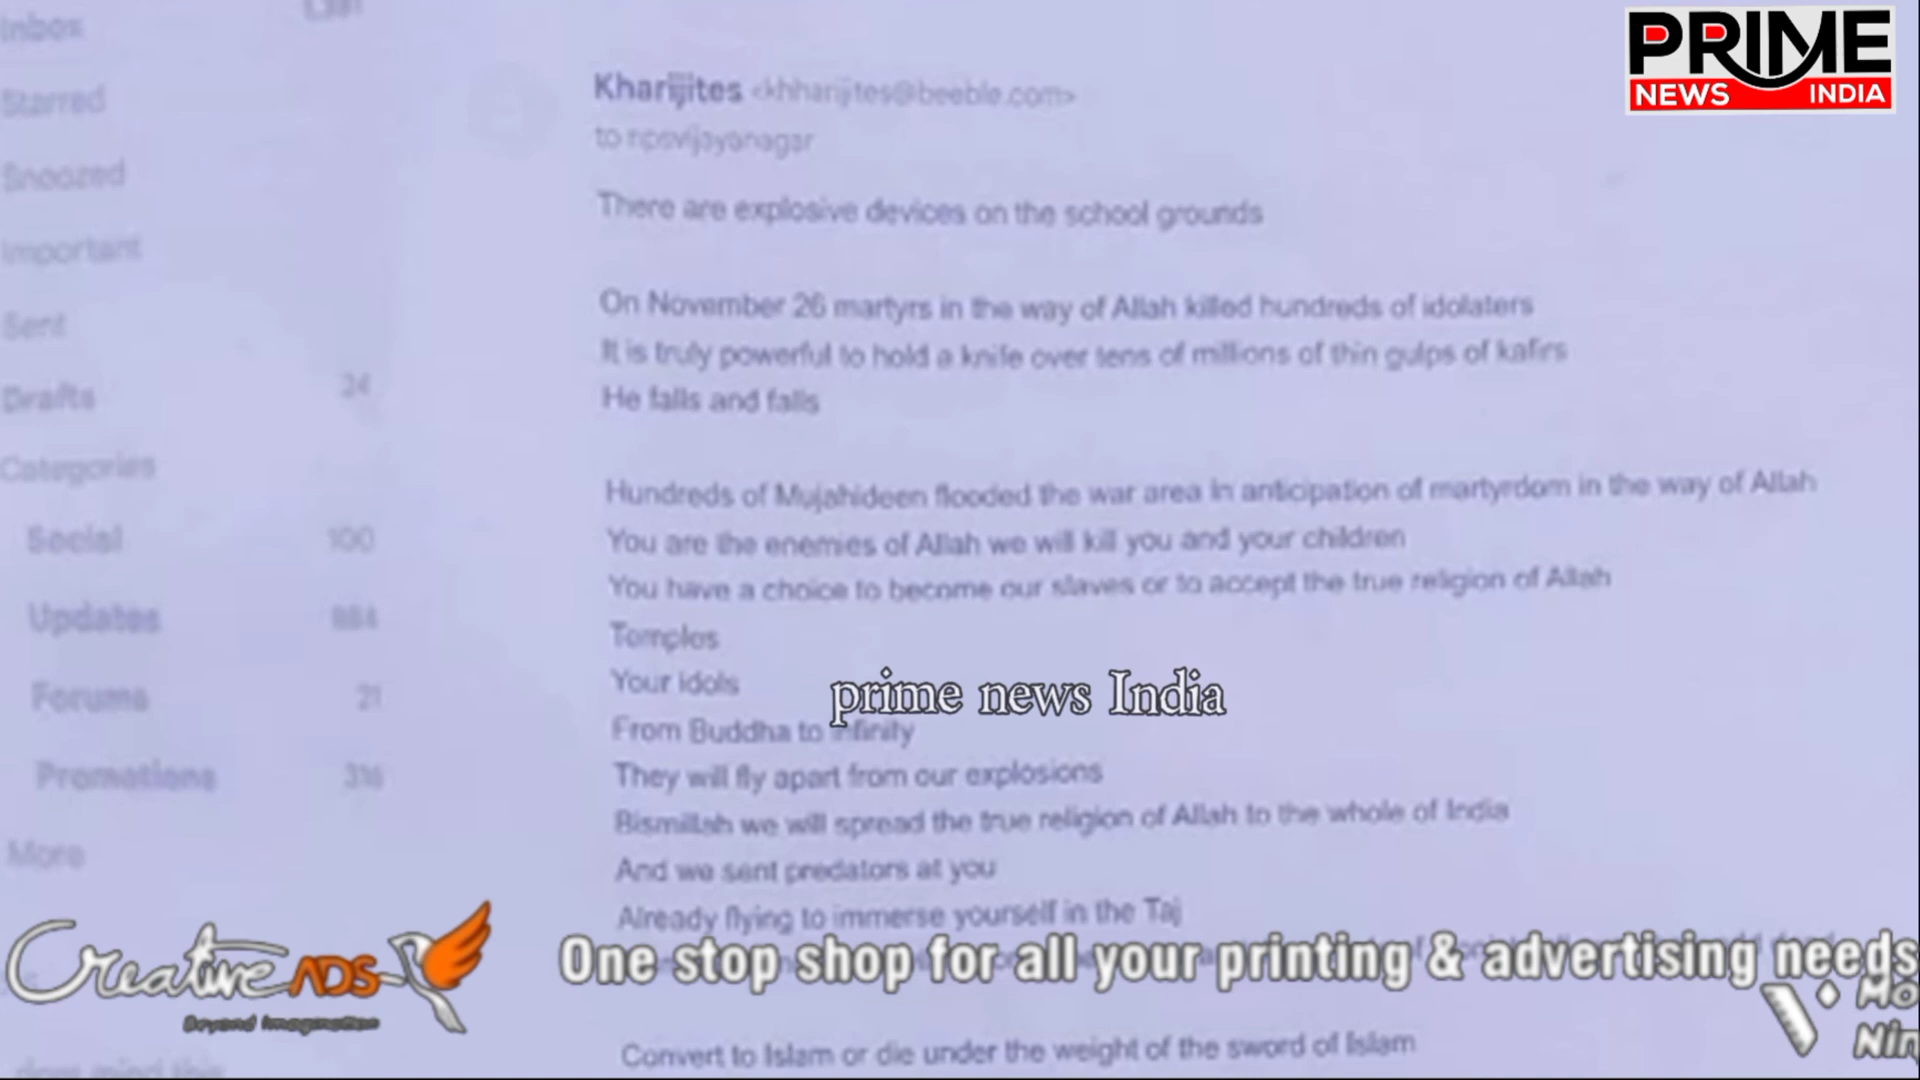 Inbox
Starred
Snoozed
Important
Sent
Drafts 24
Categories
Social 100
Updates 884
Forums 21
Promotions 316
More
Kharijites <khharijites@beeble.com>
to npsvijayanagar
There are explosive devices on the school grounds
On November 26 martyrs in the way of Allah killed hundreds of idolaters
It is truly powerful to hold a knife over tens of millions of thin gulps of kafirs
He falls and falls
Hundreds of Mujahideen flooded the war area in anticipation of martyrdom in the way of Allah
You are the enemies of Allah we will kill you and your children
You have a choice to become our slaves or to accept the true religion of Allah
Temples
Your Idols
From Buddha to infinity
They will fly apart from our explosions
Bismillah we will spread the true religion of Allah to the whole of India
And we sent predators at you
Already flying to immerse yourself in the Taj
Convert to Islam or die under the weight of the sword of Islam
PRIME
NEWS INDIA
prime news India
Creative ADS
Beyond Imagination
One stop shop for all your printing & advertising needs